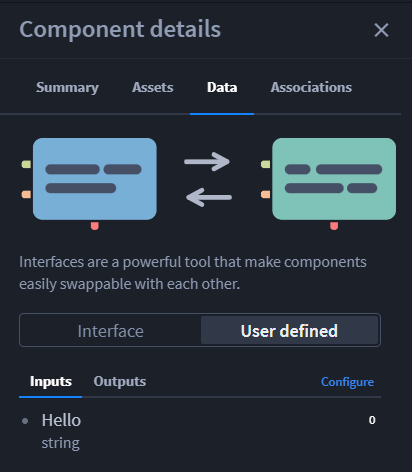 Component details
Summary Assets Data Associations
Interfaces are a powerful tool that make components
easily swappable with each other.
Interface User defined
Inputs Outputs Configure
Hello 0
string